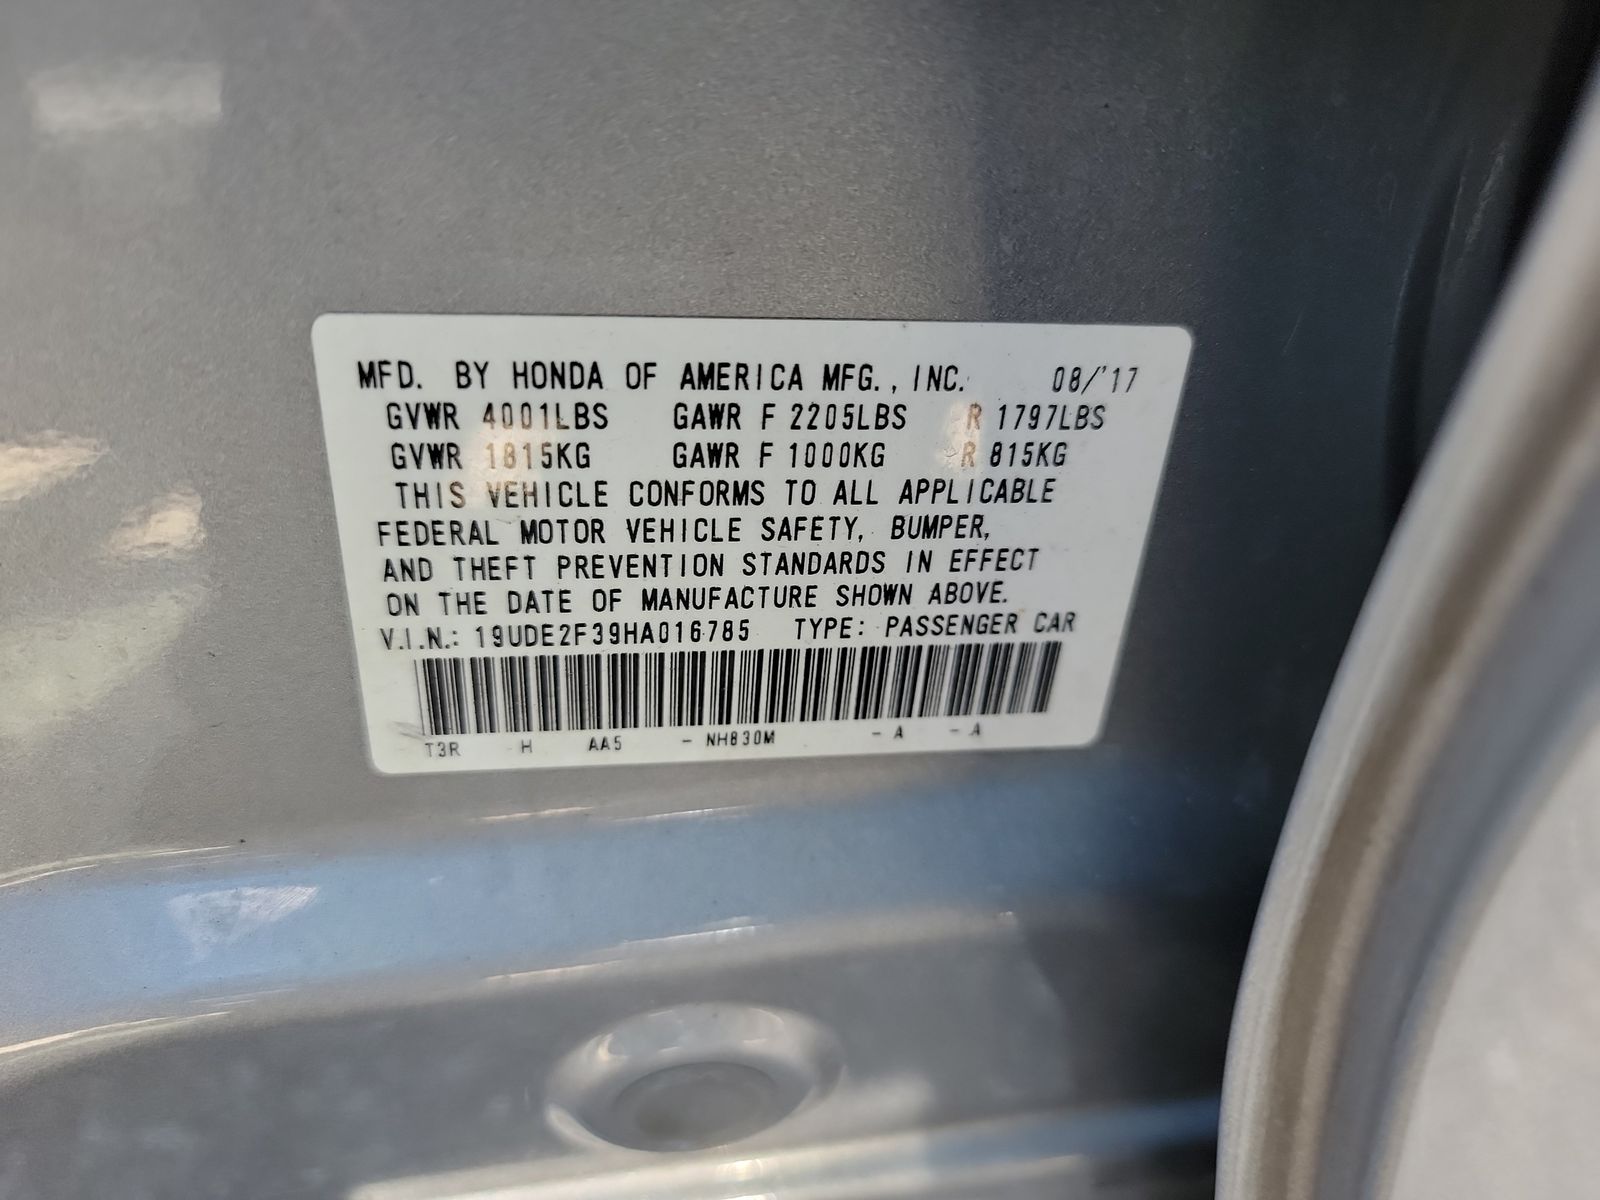 MFD. BY HONDA OF AMERICA MFG., INC. 08/'17
GVWR 4001LBS GAWR F 2205LBS R 1797LBS
GVWR 1815KG GAWR F 1000KG R 815KG
THIS VEHICLE CONFORMS TO ALL APPLICABLE
FEDERAL MOTOR VEHICLE SAFETY, BUMPER,
AND THEFT PREVENTION STANDARDS IN EFFECT
ON THE DATE OF MANUFACTURE SHOWN ABOVE.
V.I.N.: 19UDE2F39HA016785 TYPE: PASSENGER CAR
T3R H AA5 - NH830M - A - A